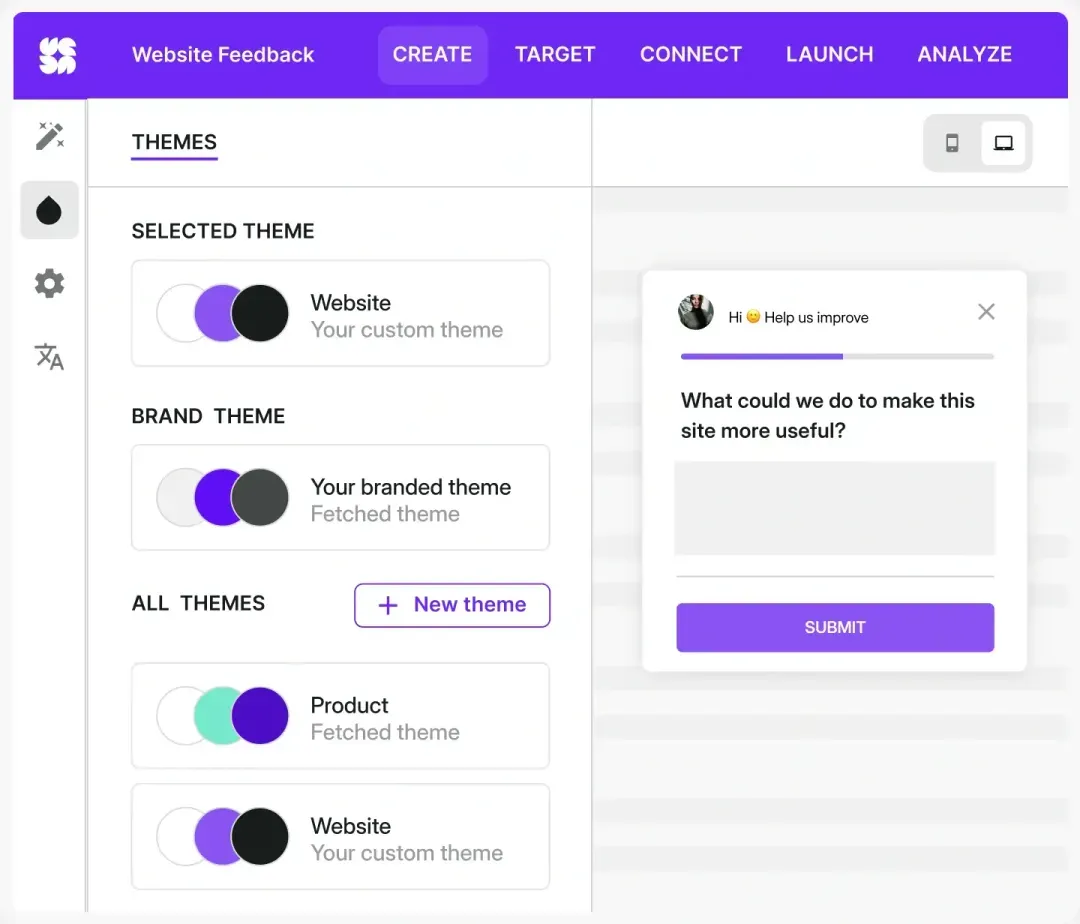 Website Feedback
CREATE
TARGET
CONNECT
LAUNCH
ANALYZE
THEMES
SELECTED THEME
Website
Your custom theme
BRAND THEME
Your branded theme
Fetched theme
ALL THEMES
+ New theme
Product
Fetched theme
Website
Your custom theme
Hi 🙂 Help us improve
What could we do to make this
site more useful?
SUBMIT